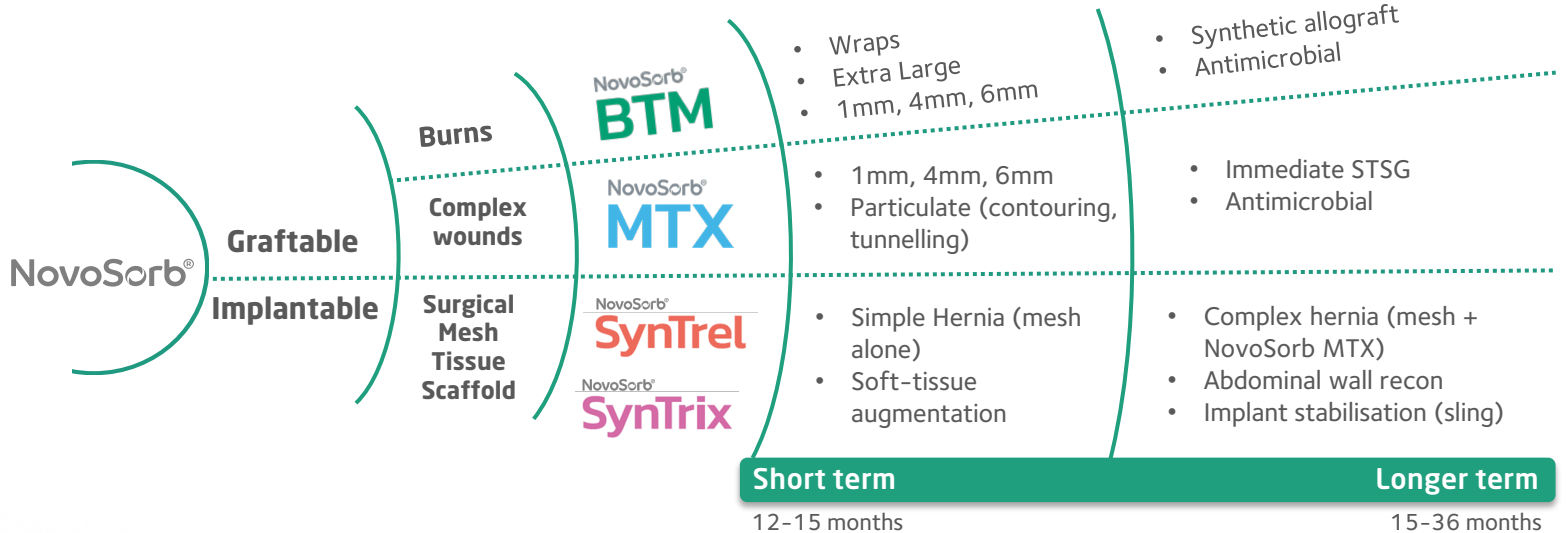 NovoSorb®
Graftable
Implantable
Burns
Complex
wounds
Surgical
Mesh
Tissue
Scaffold
NovoSorb®
BTM
NovoSorb®
MTX
NovoSorb®
SynTrel
NovoSorb®
SynTrix
• Wraps
• Extra Large
• 1mm, 4mm, 6mm
• Synthetic allograft
• Antimicrobial
• 1mm, 4mm, 6mm
• Particulate (contouring,
tunnelling)
• Immediate STSG
• Antimicrobial
• Simple Hernia (mesh
alone)
• Soft-tissue
augmentation
• Complex hernia (mesh +
NovoSorb MTX)
• Abdominal wall recon
• Implant stabilisation (sling)
Short term
Longer term
12-15 months
15-36 months